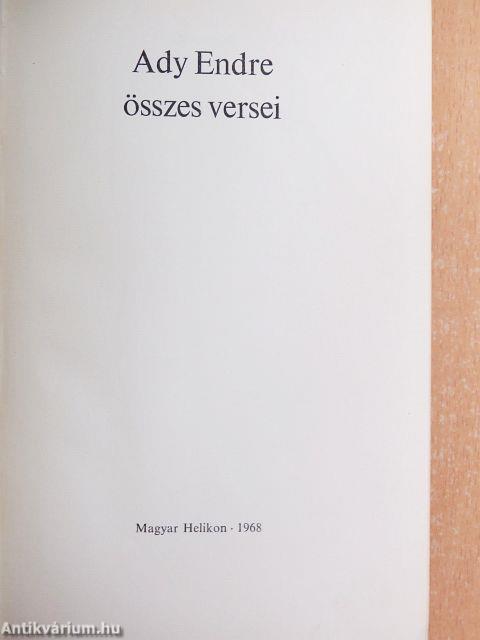 Ady Endre
összes versei
Magyar Helikon · 1968
Antikvárium.hu